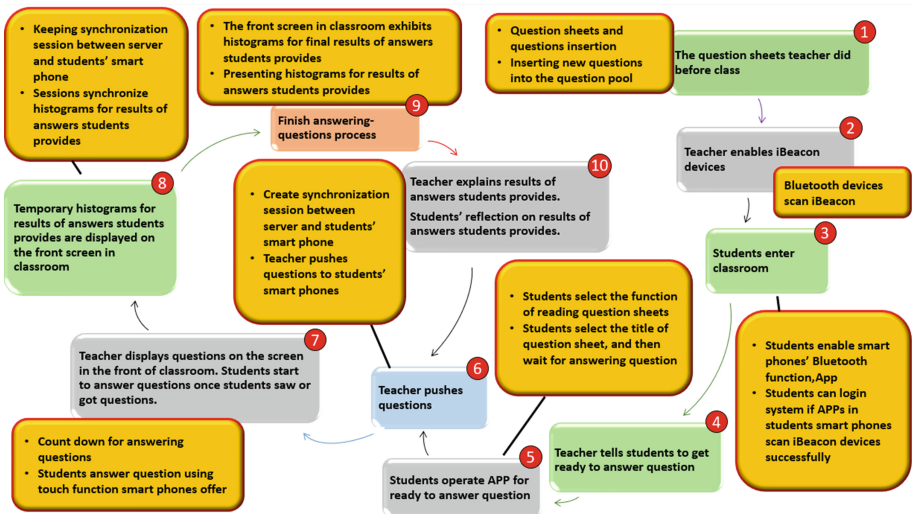 • Keeping synchronization
session between server
and students' smart
phone
• Sessions synchronize
histograms for results of
answers students
provides
• The front screen in classroom exhibits
histograms for final results of answers
students provides
• Presenting histograms for results of
answers students provides
• Question sheets and
questions insertion
• Inserting new questions
into the question pool
1
The question sheets teacher did
before class
9
Finish answering-
questions process
2
Teacher enables iBeacon
devices
Bluetooth devices
scan iBeacon
8
Temporary histograms for
results of answers students
provides are displayed on
the front screen in
classroom
• Create synchronization
session between
server and students'
smart phone
• Teacher pushes
questions to students'
smart phones
10
Teacher explains results of
answers students provides.
Students' reflection on results of
answers students provides.
3
Students enter
classroom
• Students select the function
of reading question sheets
• Students select the title of
question sheet, and then
wait for answering question
7
Teacher displays questions on the screen
in the front of classroom. Students start
to answer questions once students saw or
got questions.
6
Teacher pushes
questions
• Students enable smart
phones' Bluetooth
function,App
• Students can login
system if APPs in
students smart phones
scan iBeacon devices
successfully
• Count down for answering
questions
• Students answer question using
touch function smart phones offer
5
Students operate APP for
ready to answer question
4
Teacher tells students to get
ready to answer question